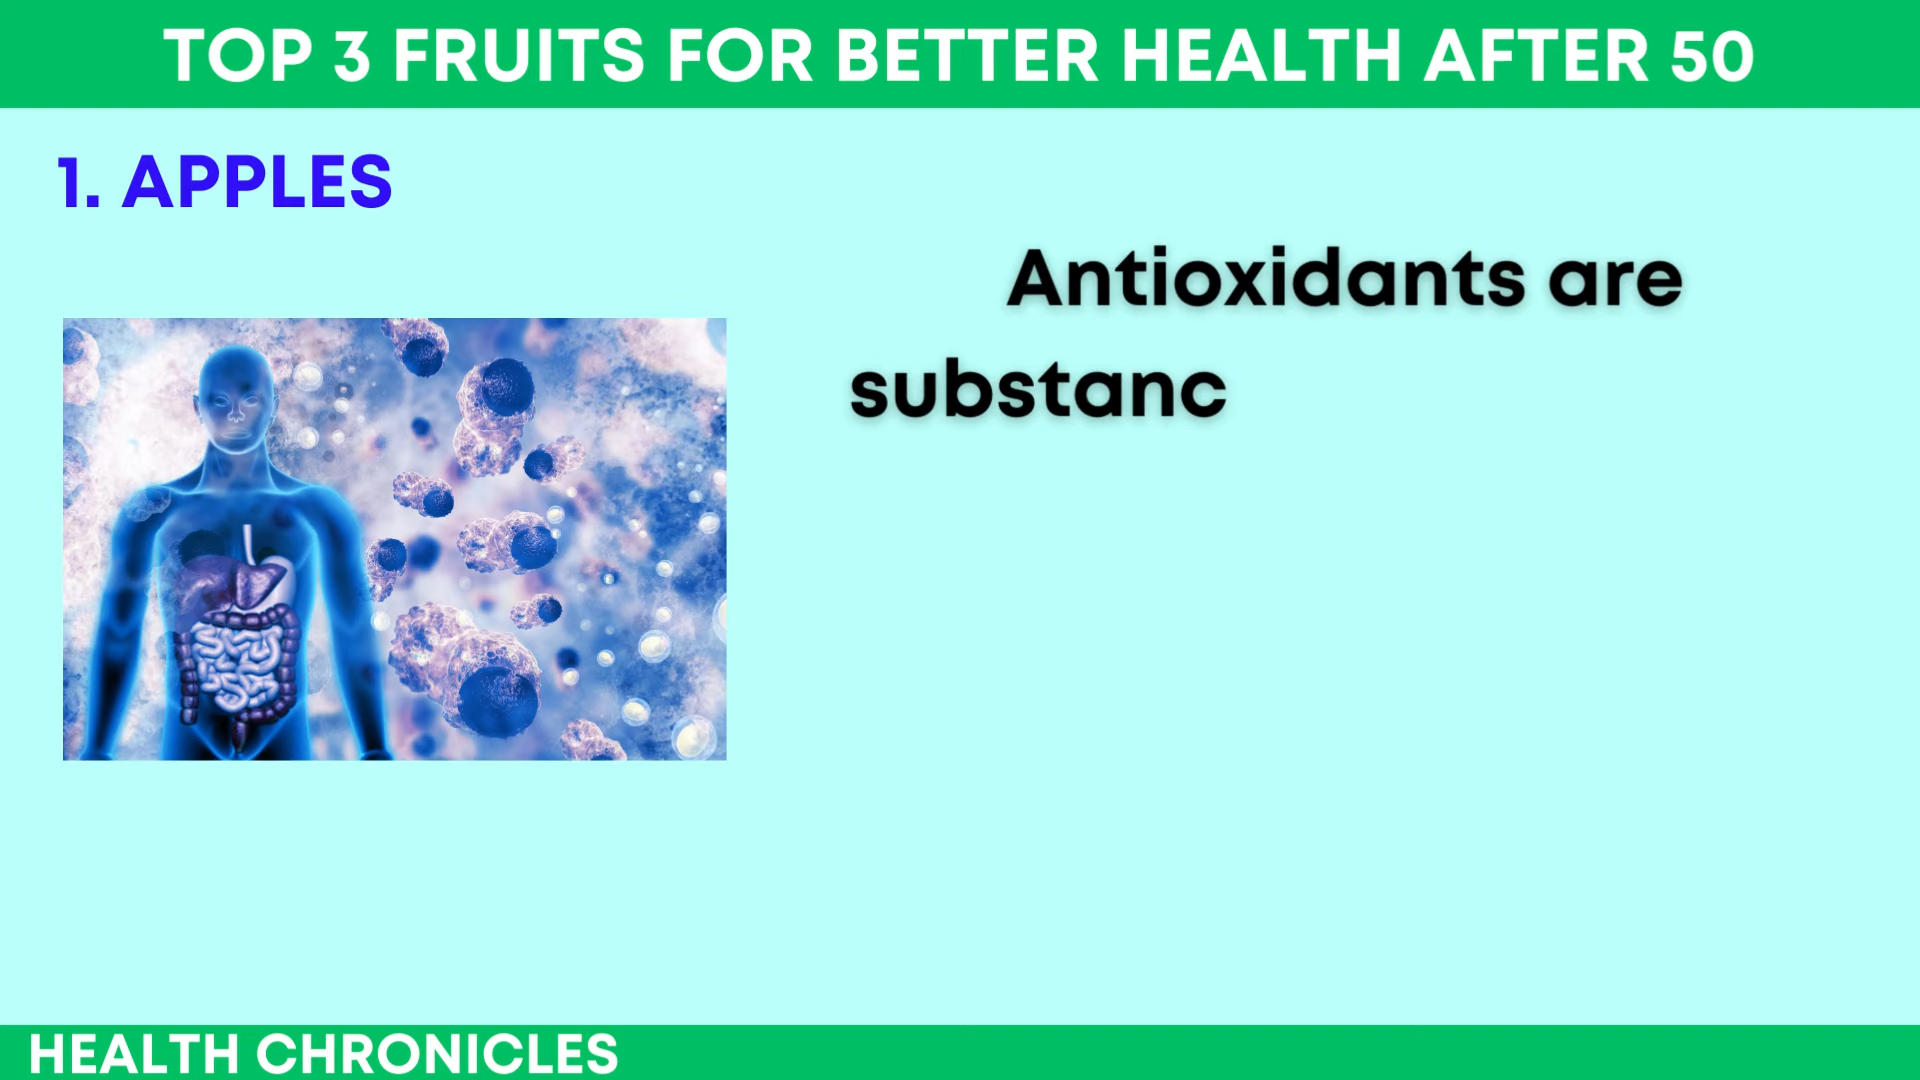 TOP 3 FRUITS FOR BETTER HEALTH AFTER 50
1. APPLES
Antioxidants are
substanc
HEALTH CHRONICLES